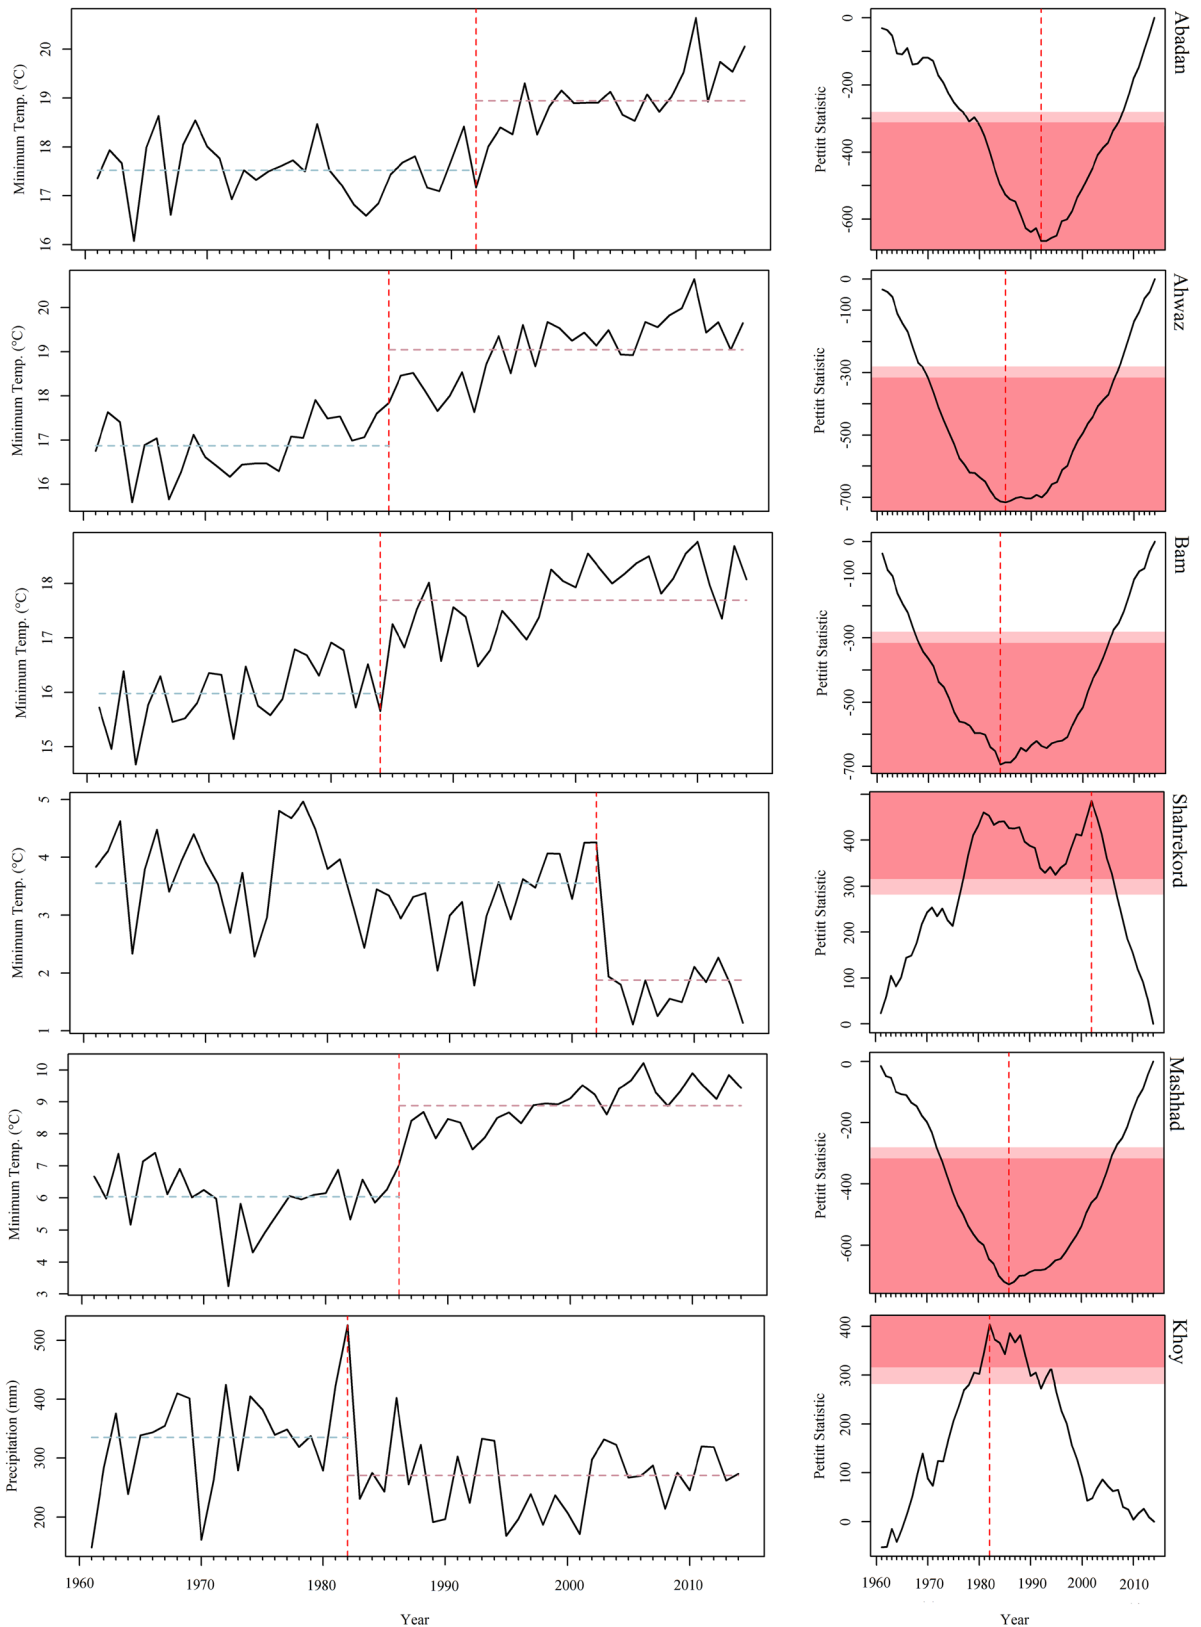 Minimum Temp. (°C)
16 17 18 19 20
1970 1980 1990 2000 2010
Pettitt Statistic
-600 -400 -200 0
Abadan
Minimum Temp. (°C)
16 17 18 19 20
Pettitt Statistic
-700 -500 -300 -100 0
Ahwaz
Minimum Temp. (°C)
15 16 17 18
Pettitt Statistic
-700 -500 -300 -100 0
Bam
Minimum Temp. (°C)
1 2 3 4 5
Pettitt Statistic
0 100 200 300 400
Shahrekord
Minimum Temp. (°C)
3 4 5 6 7 8 9 10
Pettitt Statistic
-600 -400 -200 0
Mashhad
Precipitation (mm)
200 300 400 500
Pettitt Statistic
0 100 200 300 400
Khoy
1960 1970 1980 1990 2000 2010
1960 1970 1980 1990 2000 2010
Year
Year